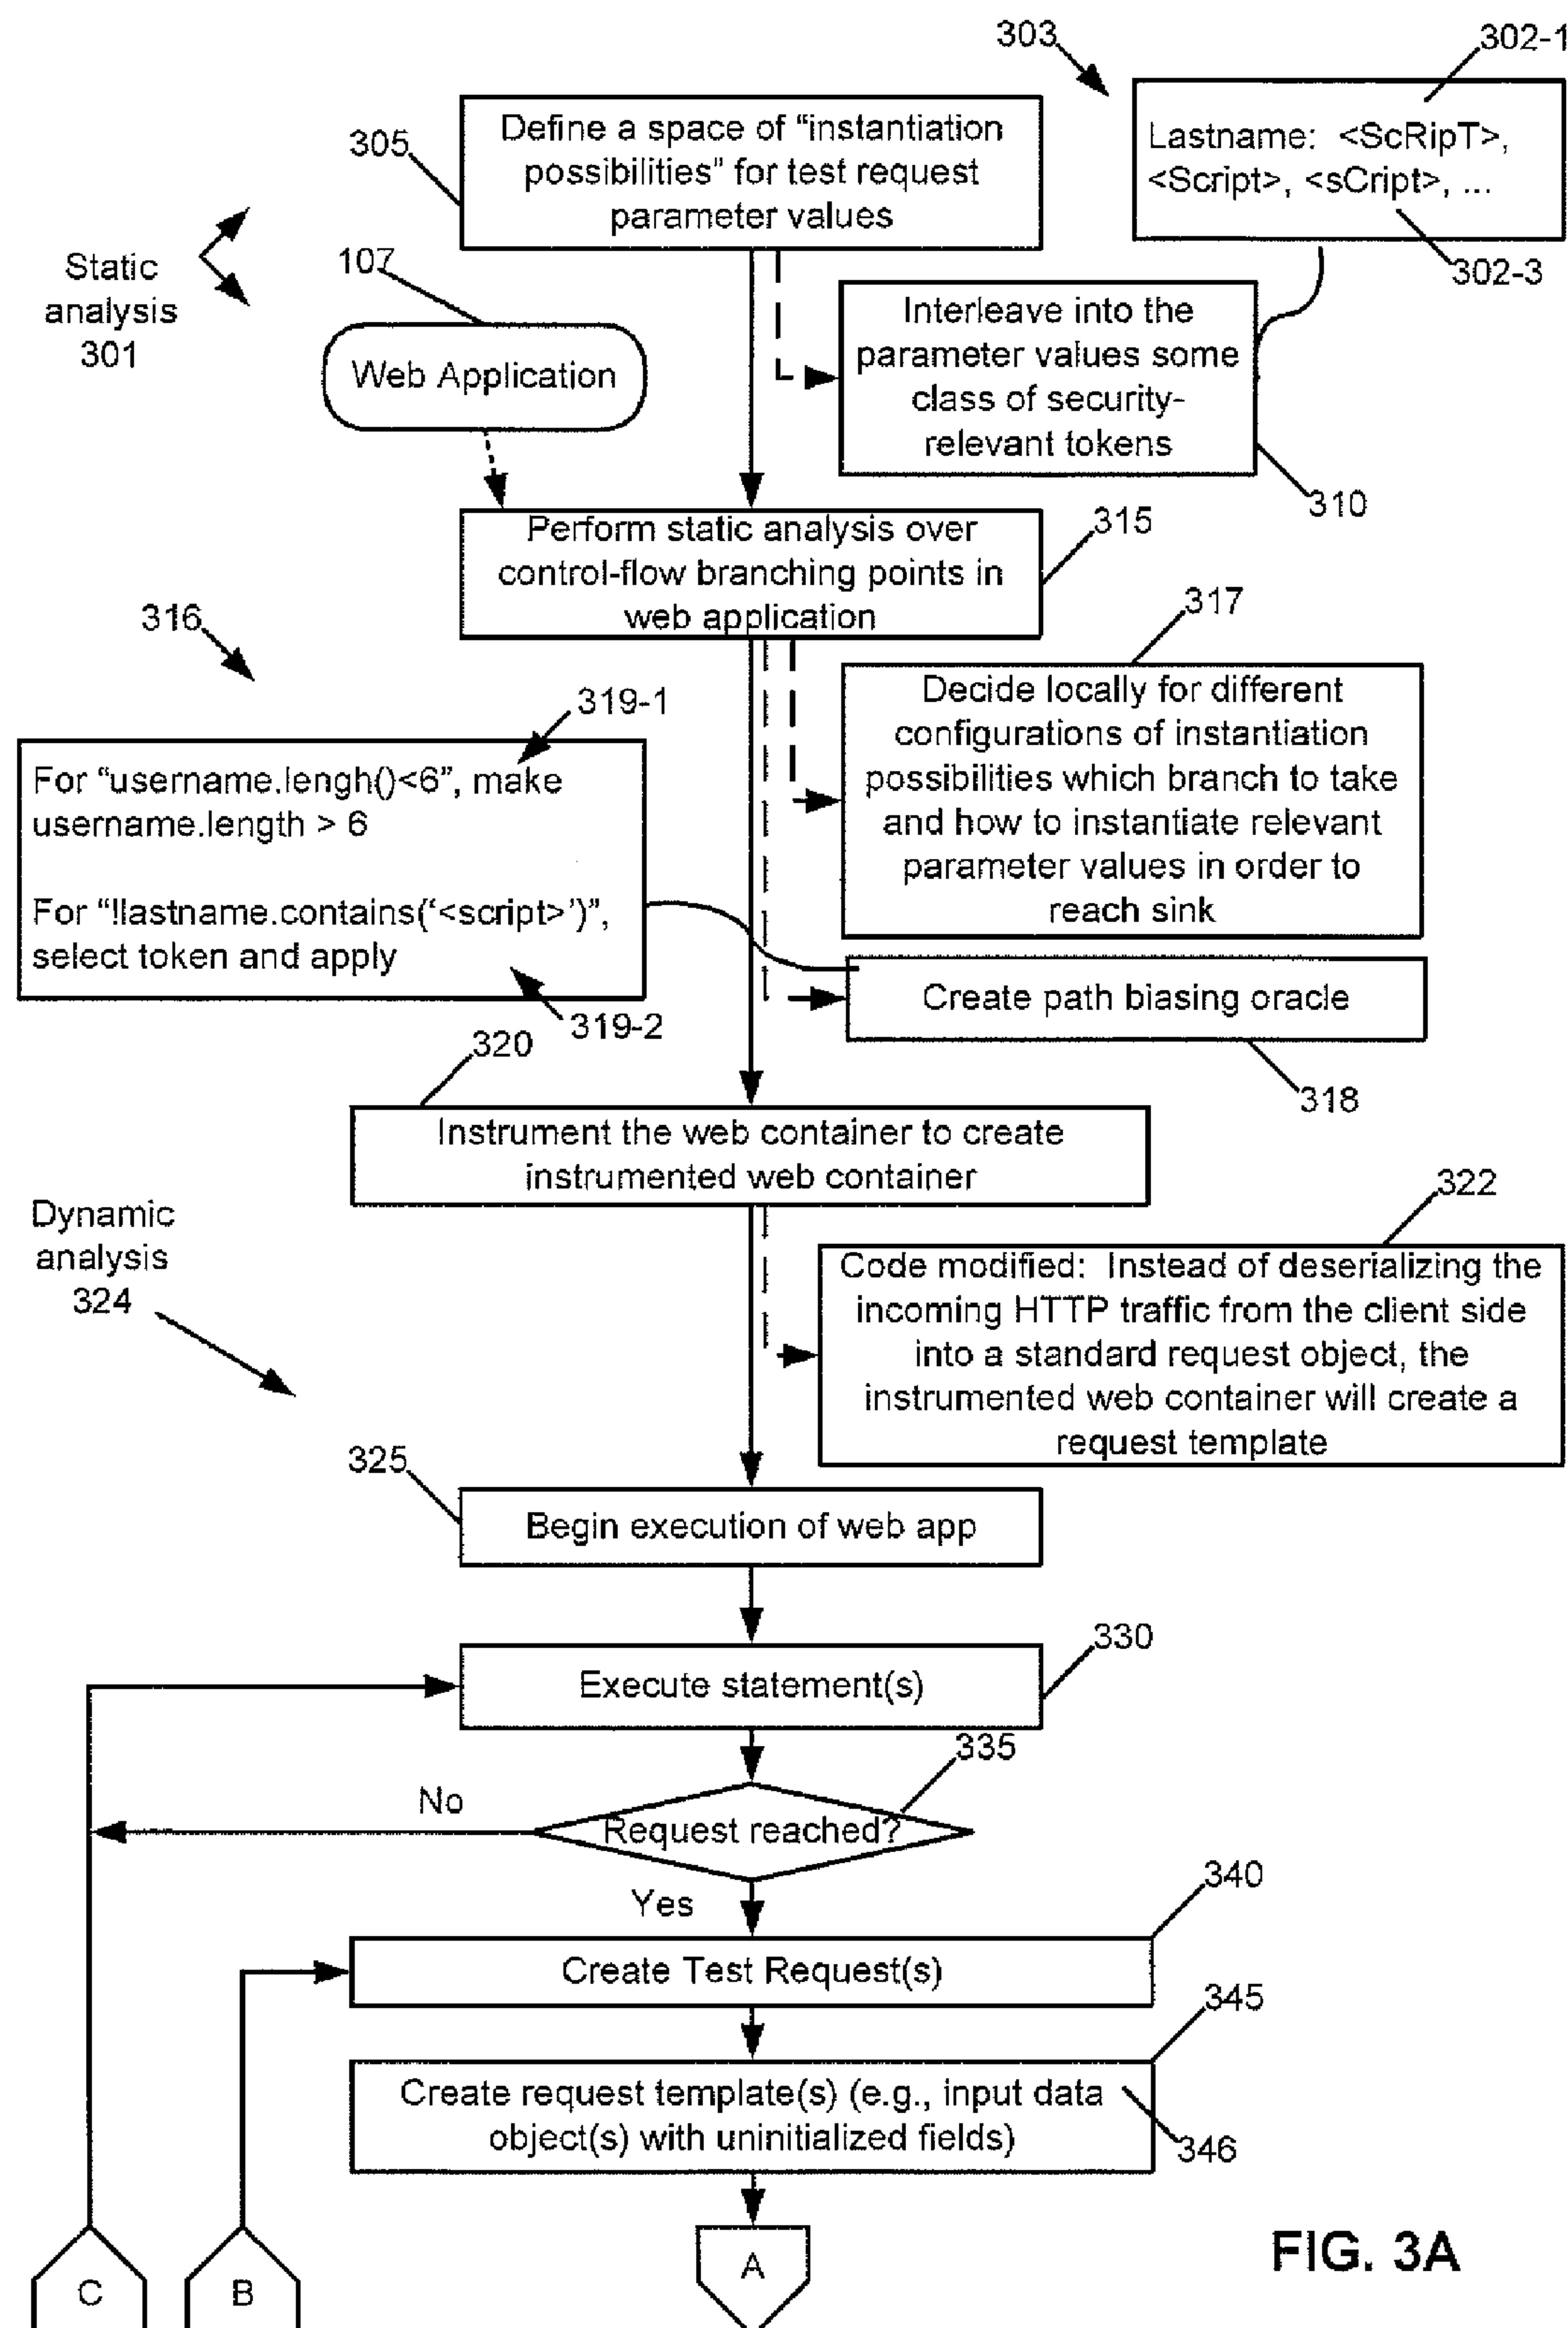 303
302-1
Lastname: <ScRipT>,
<Script>, <sCript>, ...
302-3
305
Define a space of “instantiation
possibilities” for test request
parameter values
Static
analysis
301
107
Web Application
Interleave into the
parameter values some
class of security-
relevant tokens
310
Perform static analysis over
control-flow branching points in
web application
315
316
317
Decide locally for different
configurations of instantiation
possibilities which branch to take
and how to instantiate relevant
parameter values in order to
reach sink
319-1
For “username.lengh()<6”, make
username.length > 6
For “!lastname.contains(‘<script>’)”,
select token and apply
319-2
Create path biasing oracle
318
320
Instrument the web container to create
instrumented web container
Dynamic
analysis
324
322
Code modified: Instead of deserializing the
incoming HTTP traffic from the client side
into a standard request object, the
instrumented web container will create a
request template
325
Begin execution of web app
330
Execute statement(s)
335
No
Request reached?
Yes
340
Create Test Request(s)
345
Create request template(s) (e.g., input data
object(s) with uninitialized fields)
346
C
B
A
FIG. 3A